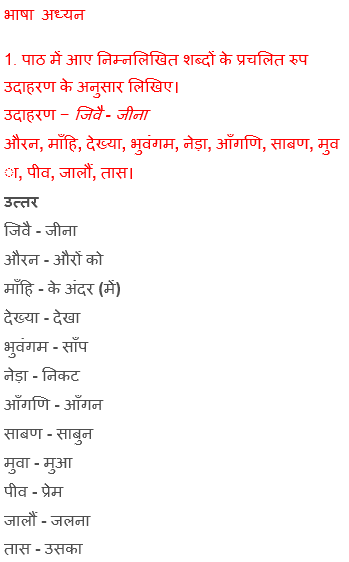 भाषा अध्यन
1. पाठ में आए निम्नलिखित शब्दों के प्रचलित रुप
उदाहरण के अनुसार लिखिए।
उदाहरण − जिवै - जीना
औरन, माँहि, देख्या, भुवंगम, नेड़ा, आँगणि, साबण, मुव
ा, पीव, जालौं, तास।
उत्तर
जिवै - जीना
औरन - औरों को
माँहि - के अंदर (में)
देख्या - देखा
भुवंगम - साँप
नेड़ा - निकट
आँगणि - आँगन
साबण - साबुन
मुवा - मुआ
पीव - प्रेम
जालौं - जलना
तास - उसका